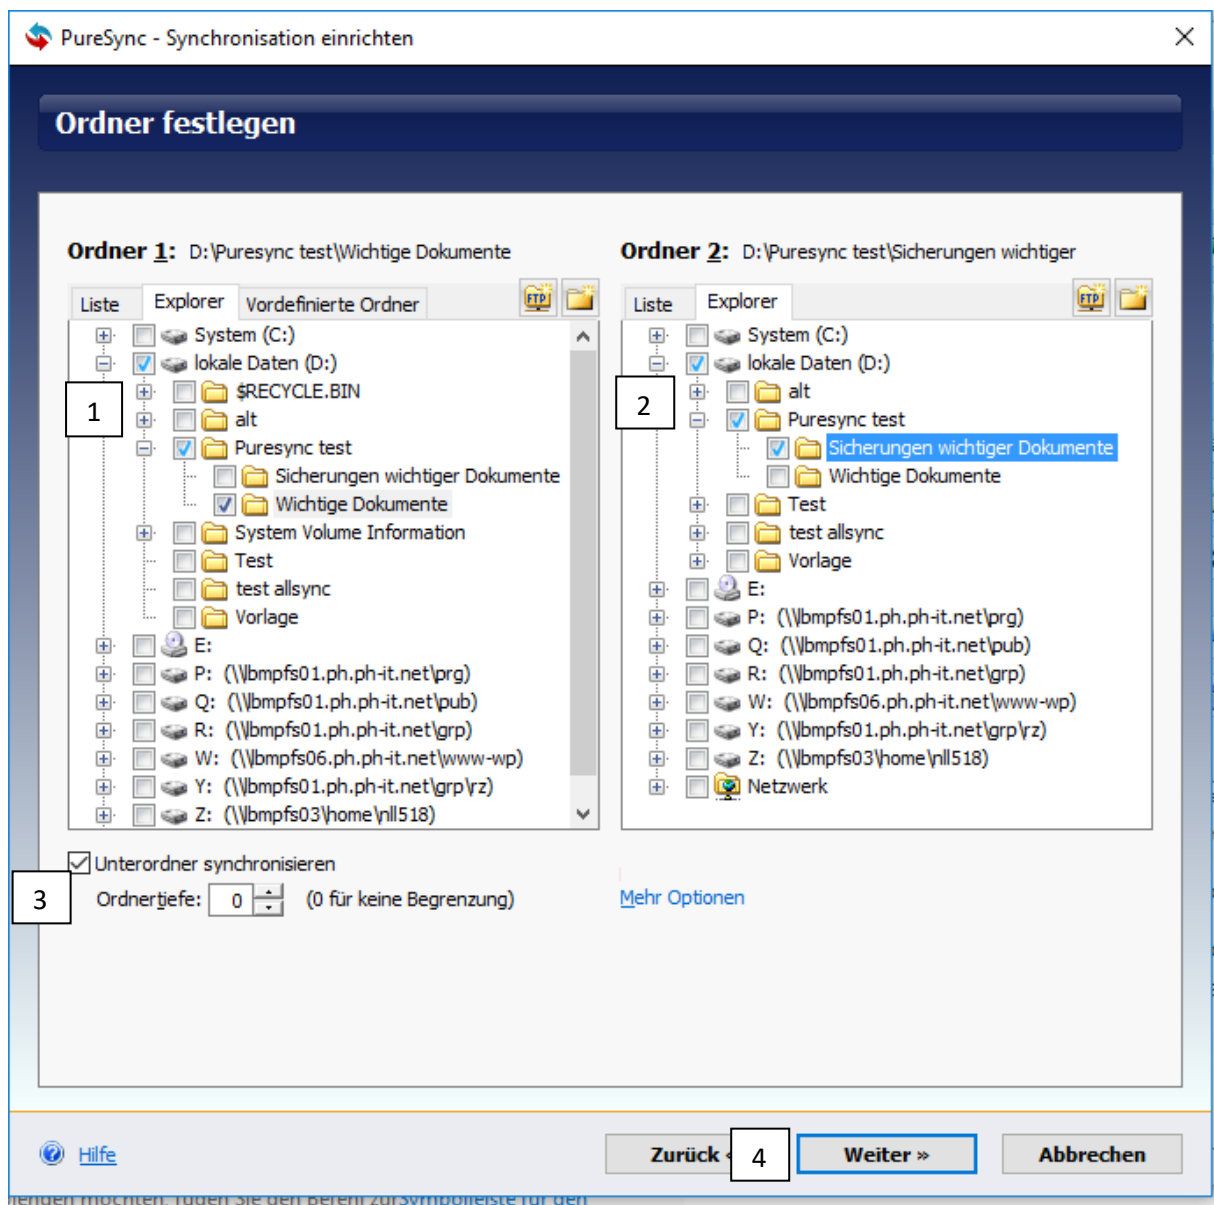 PureSync - Synchronisation einrichten
Ordner festlegen
Ordner 1: D:\Puresync test\Wichtige Dokumente
Liste Explorer Vordefinierte Ordner FTP
System (C:)
lokale Daten (D:)
$RECYCLE.BIN
1
alt
Puresync test
Sicherungen wichtiger Dokumente
Wichtige Dokumente
System Volume Information
Test
test allsync
Vorlage
E:
P: (\\lbmpfs01.ph.ph-it.net\prg)
Q: (\\lbmpfs01.ph.ph-it.net\pub)
R: (\\lbmpfs01.ph.ph-it.net\grp)
W: (\\lbmpfs06.ph.ph-it.net\www-wp)
Y: (\\lbmpfs01.ph.ph-it.net\grp\rz)
Z: (\\lbmpfs03\home\nll518)
Ordner 2: D:\Puresync test\Sicherungen wichtiger
Liste Explorer FTP
System (C:)
lokale Daten (D:)
2
alt
Puresync test
Sicherungen wichtiger Dokumente
Wichtige Dokumente
Test
test allsync
Vorlage
E:
P: (\\lbmpfs01.ph.ph-it.net\prg)
Q: (\\lbmpfs01.ph.ph-it.net\pub)
R: (\\lbmpfs01.ph.ph-it.net\grp)
W: (\\lbmpfs06.ph.ph-it.net\www-wp)
Y: (\\lbmpfs01.ph.ph-it.net\grp\rz)
Z: (\\lbmpfs03\home\nll518)
Netzwerk
Unterordner synchronisieren
3 Ordnertiefe: 0 (0 für keine Begrenzung)
Mehr Optionen
Hilfe
Zurück 4 Weiter » Abbrechen